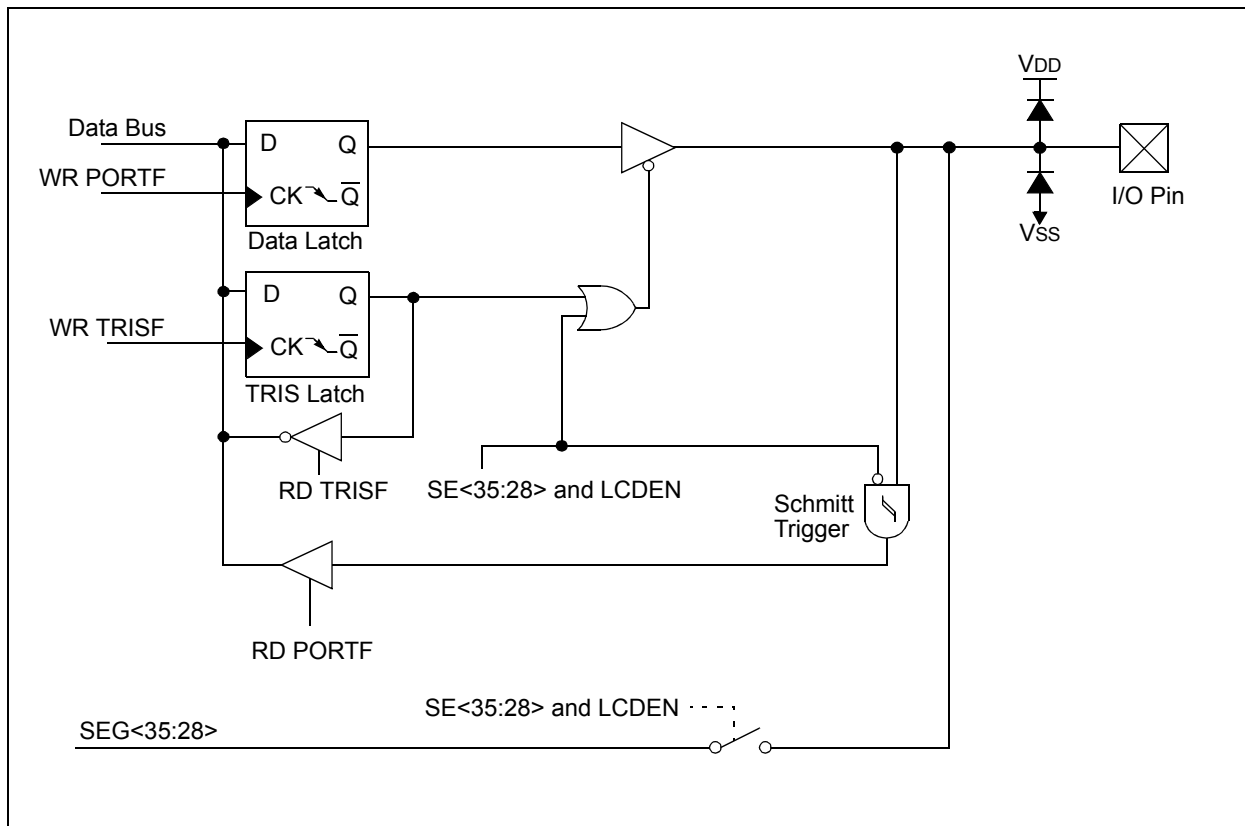 VDD
Data Bus
D Q
WR PORTF
CK Q̅
I/O Pin
Data Latch
VSS
D Q
WR TRISF
CK Q̅
TRIS Latch
RD TRISF
SE<35:28> and LCDEN
Schmitt
Trigger
RD PORTF
SE<35:28> and LCDEN
SEG<35:28>